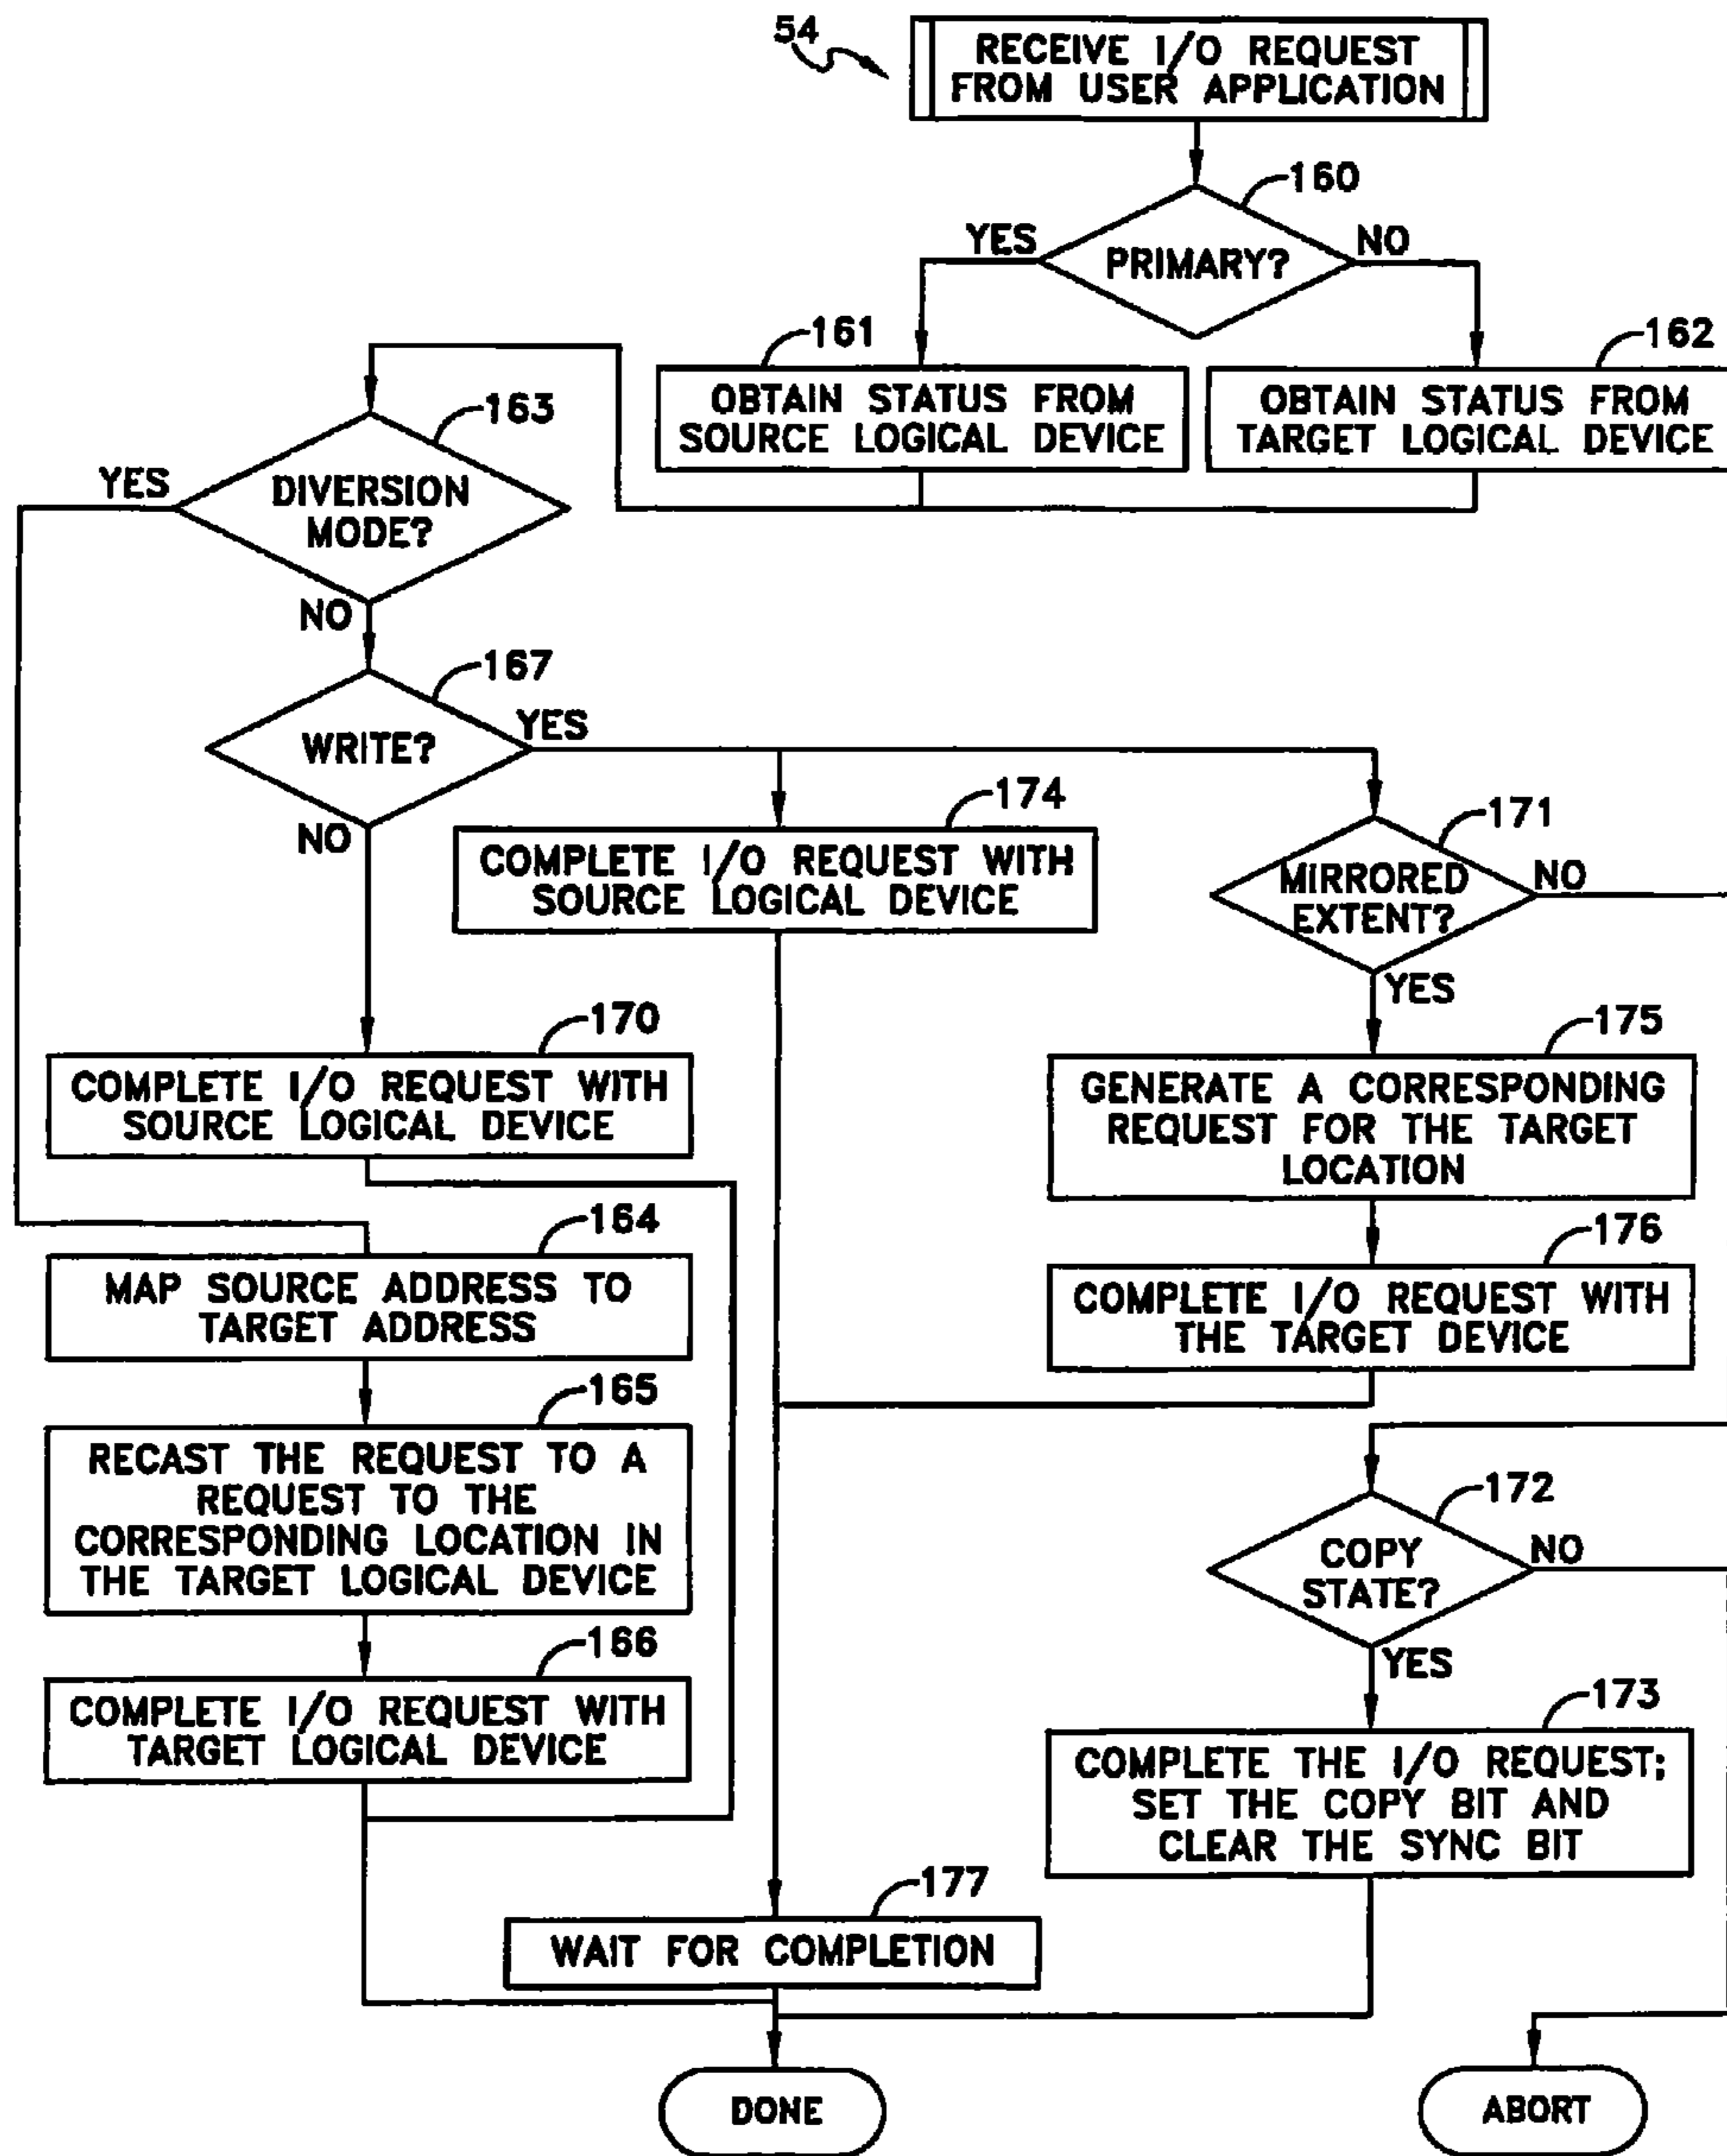 54
RECEIVE I/O REQUEST
FROM USER APPLICATION
160
YES
NO
PRIMARY?
161
162
OBTAIN STATUS FROM
SOURCE LOGICAL DEVICE
OBTAIN STATUS FROM
TARGET LOGICAL DEVICE
163
YES
DIVERSION
MODE?
NO
167
YES
WRITE?
NO
174
COMPLETE I/O REQUEST WITH
SOURCE LOGICAL DEVICE
171
MIRRORED
EXTENT?
NO
YES
170
COMPLETE I/O REQUEST WITH
SOURCE LOGICAL DEVICE
175
GENERATE A CORRESPONDING
REQUEST FOR THE TARGET
LOCATION
164
MAP SOURCE ADDRESS TO
TARGET ADDRESS
176
COMPLETE I/O REQUEST WITH
THE TARGET DEVICE
165
RECAST THE REQUEST TO A
REQUEST TO THE
CORRESPONDING LOCATION IN
THE TARGET LOGICAL DEVICE
172
COPY
STATE?
NO
YES
166
COMPLETE I/O REQUEST WITH
TARGET LOGICAL DEVICE
173
COMPLETE THE I/O REQUEST;
SET THE COPY BIT AND
CLEAR THE SYNC BIT
177
WAIT FOR COMPLETION
DONE
ABORT